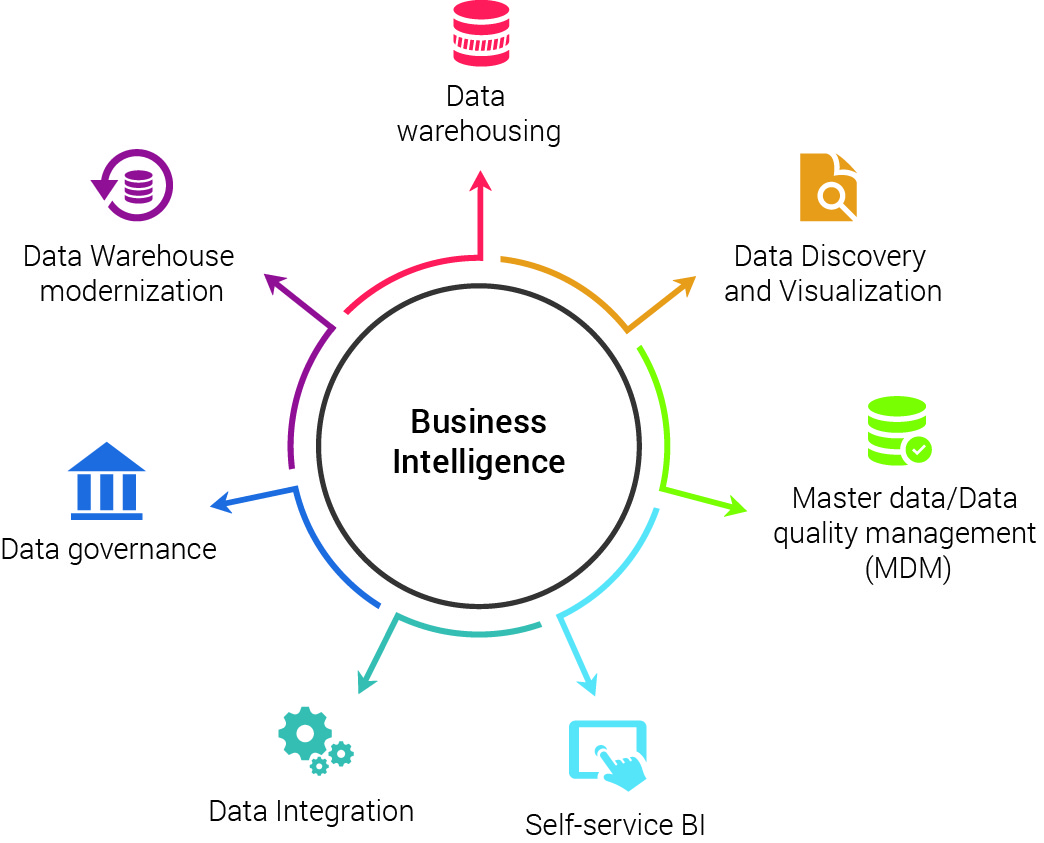 Data
warehousing
Data Discovery
and Visualization
Master data/Data
quality management
(MDM)
Self-service BI
Data Integration
Data governance
Data Warehouse
modernization
Business
Intelligence